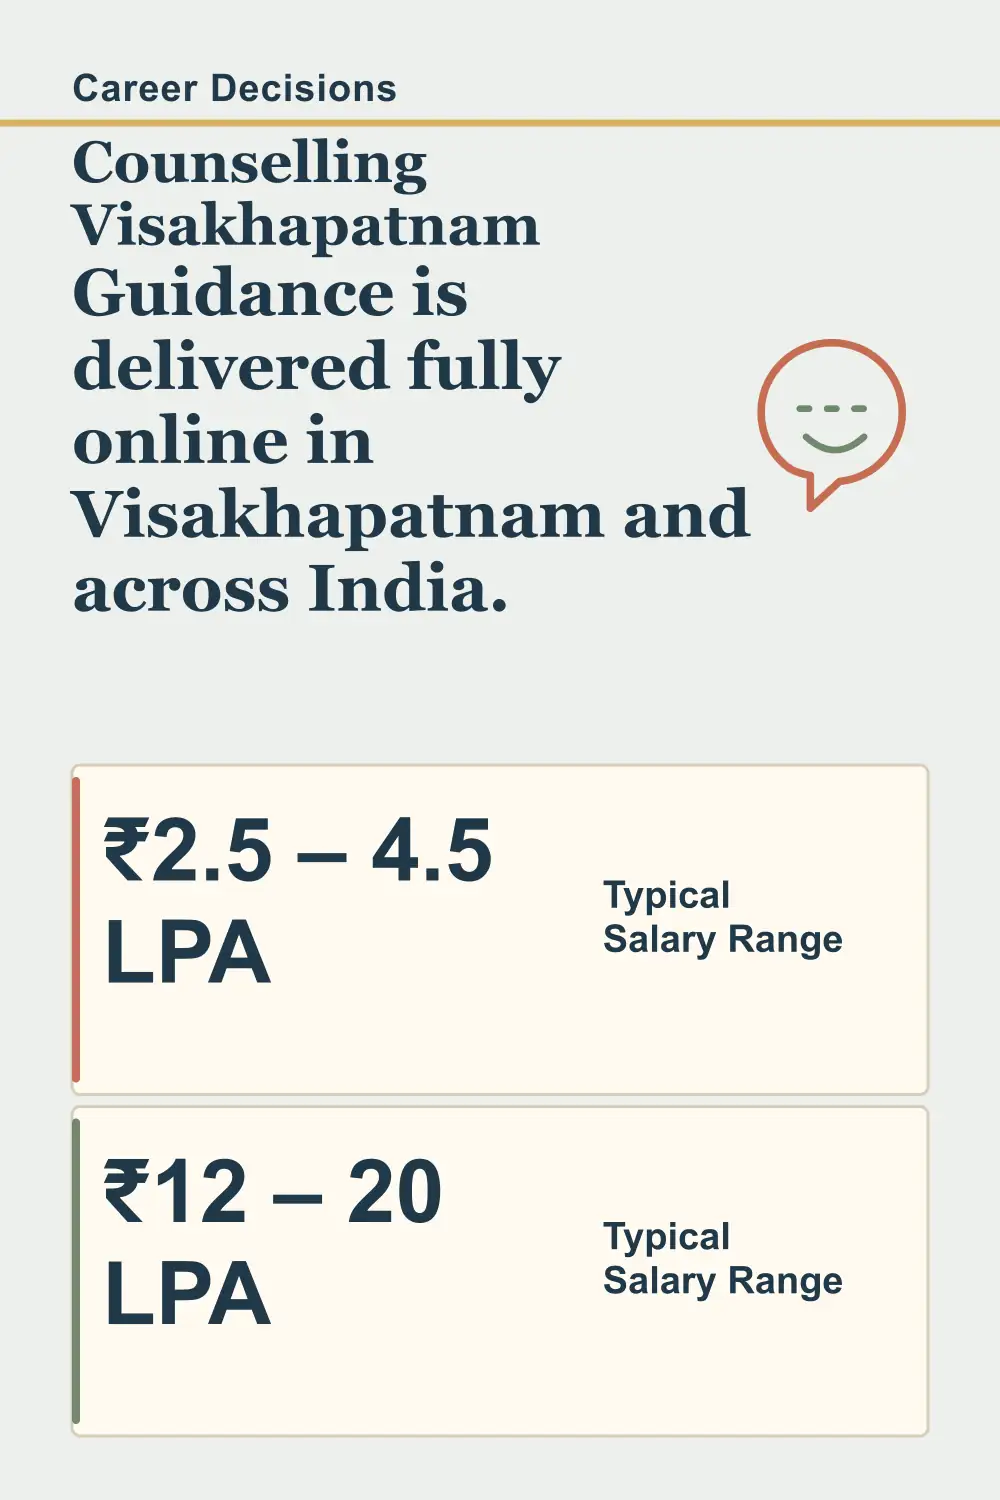 Career Decisions
Counselling
Visakhapatnam
Guidance is
delivered fully
online in
Visakhapatnam and
across India.
₹2.5 – 4.5
LPA
Typical
Salary Range
₹12 – 20
LPA
Typical
Salary Range